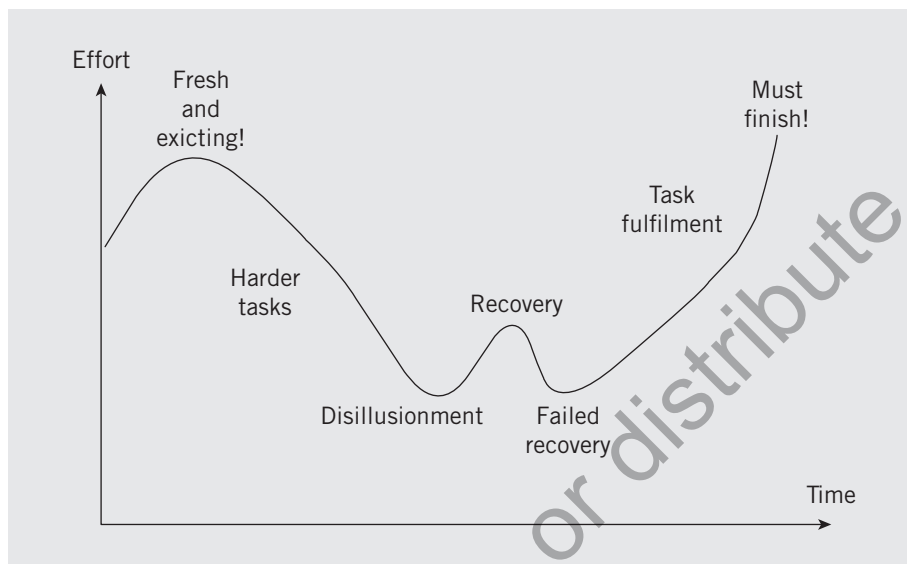 Effort
Fresh
and
exicting!
Must
finish!
Task
fulfilment
Harder
tasks
Recovery
Disillusionment
Failed
recovery
Time
or distribute